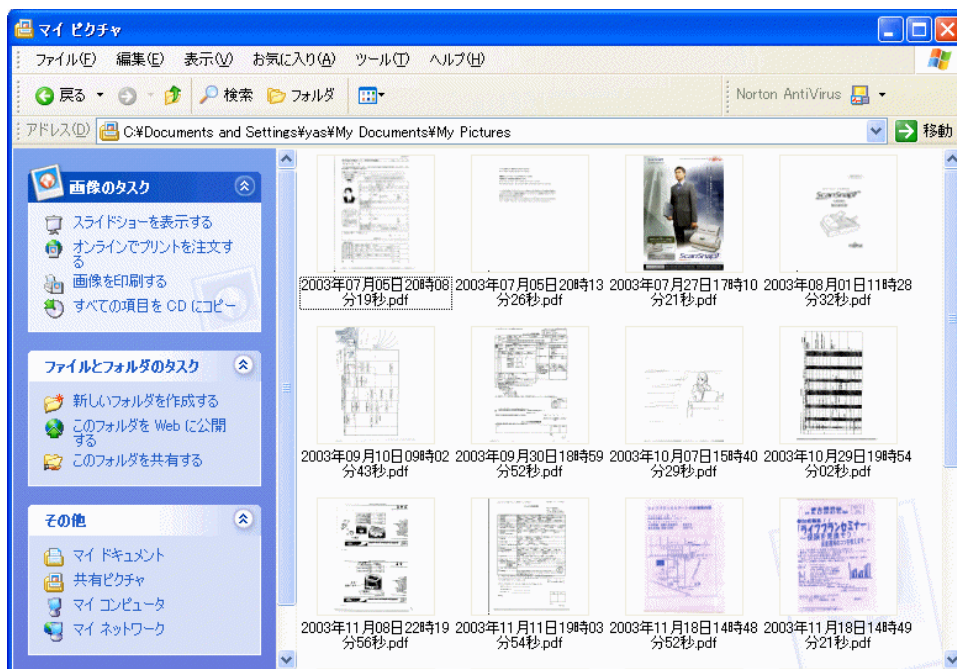 マイ ピクチャ
ファイル(F) 編集(E) 表示(V) お気に入り(A) ツール(T) ヘルプ(H)
戻る 検索 フォルダ Norton AntiVirus
アドレス(D) C:¥Documents and Settings¥yas¥My Documents¥My Pictures 移動
画像のタスク
スライドショーを表示する
オンラインでプリントを注文す
る
画像を印刷する
すべての項目を CD にコピー
ファイルとフォルダのタスク
新しいフォルダを作成する
このフォルダを Web に公開
する
このフォルダを共有する
その他
マイ ドキュメント
共有ピクチャ
マイ コンピュータ
マイ ネットワーク
ScanSnap!
ScanSnap!
FUJITSU
2003年07月05日20時08 2003年07月05日20時13 2003年07月27日17時10 2003年08月01日11時28
分19秒.pdf 分26秒.pdf 分21秒.pdf 分32秒.pdf
2003年09月10日09時02 2003年09月30日18時59 2003年10月07日15時40 2003年10月29日19時54
分43秒.pdf 分52秒.pdf 分29秒.pdf 分02秒.pdf
ライフプランセミナー
2003年11月08日22時19 2003年11月11日19時03 2003年11月18日14時48 2003年11月18日14時49
分56秒.pdf 分54秒.pdf 分52秒.pdf 分21秒.pdf